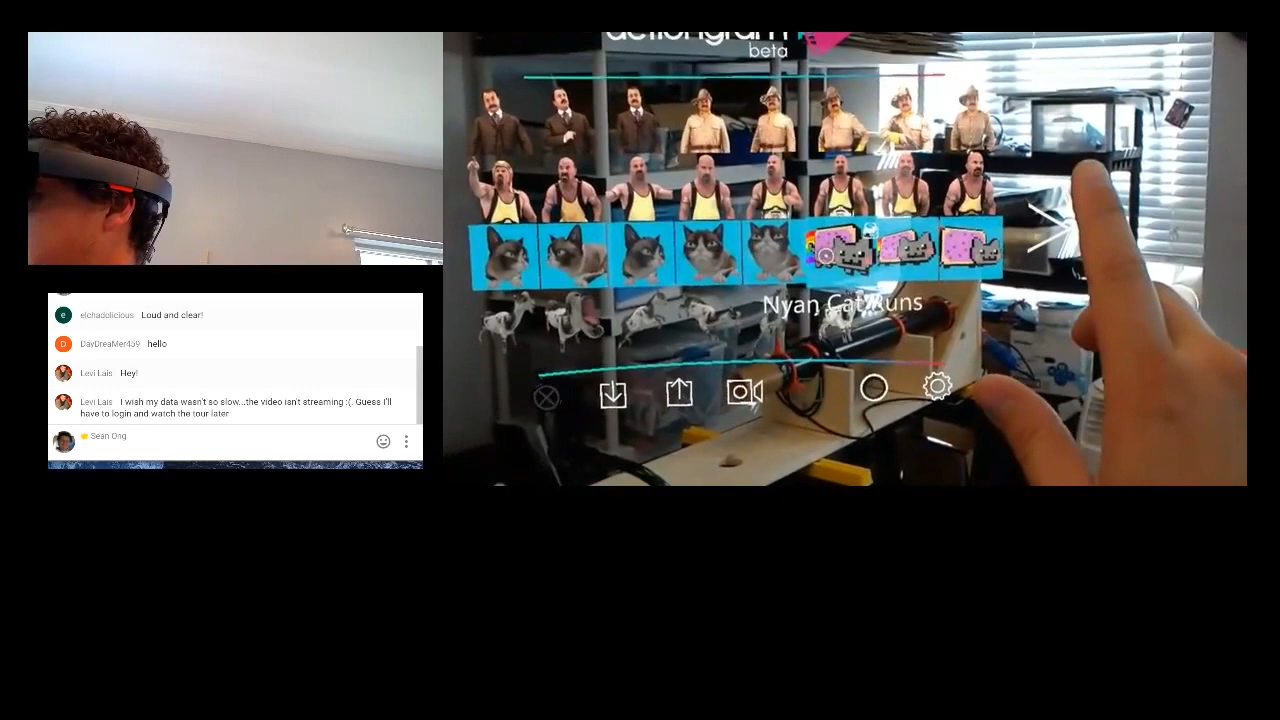 actiongram
beta
Nyan Cat Runs
e elchadolicious Loud and clear!
D DayDreaMer459 hello
Levi Lais Hey!
Levi Lais i wish my data wasn't so slow...the video isn't streaming :(. Guess I'll
have to login and watch the tour later
Sean Ong